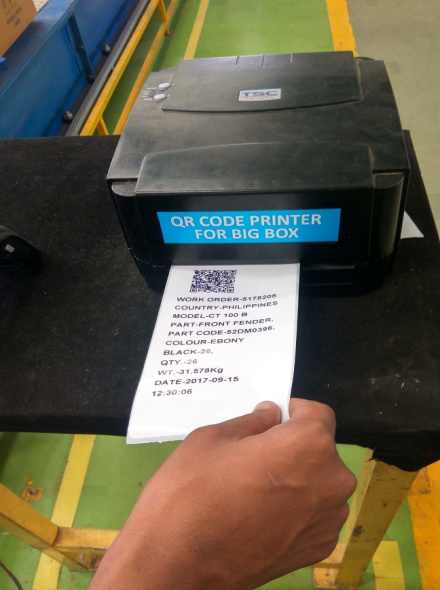 TSC
QR CODE PRINTER
FOR BIG BOX
WORK ORDER-5178206
COUNTRY-PHILIPPINES
MODEL-CT 100 B
PART-FRONT FENDER,
PART CODE-52DM0396,
COLOUR-EBONY
BLACK-26,
QTY.-26
WT.-31.578Kg
DATE-2017-09-15
12:30:06